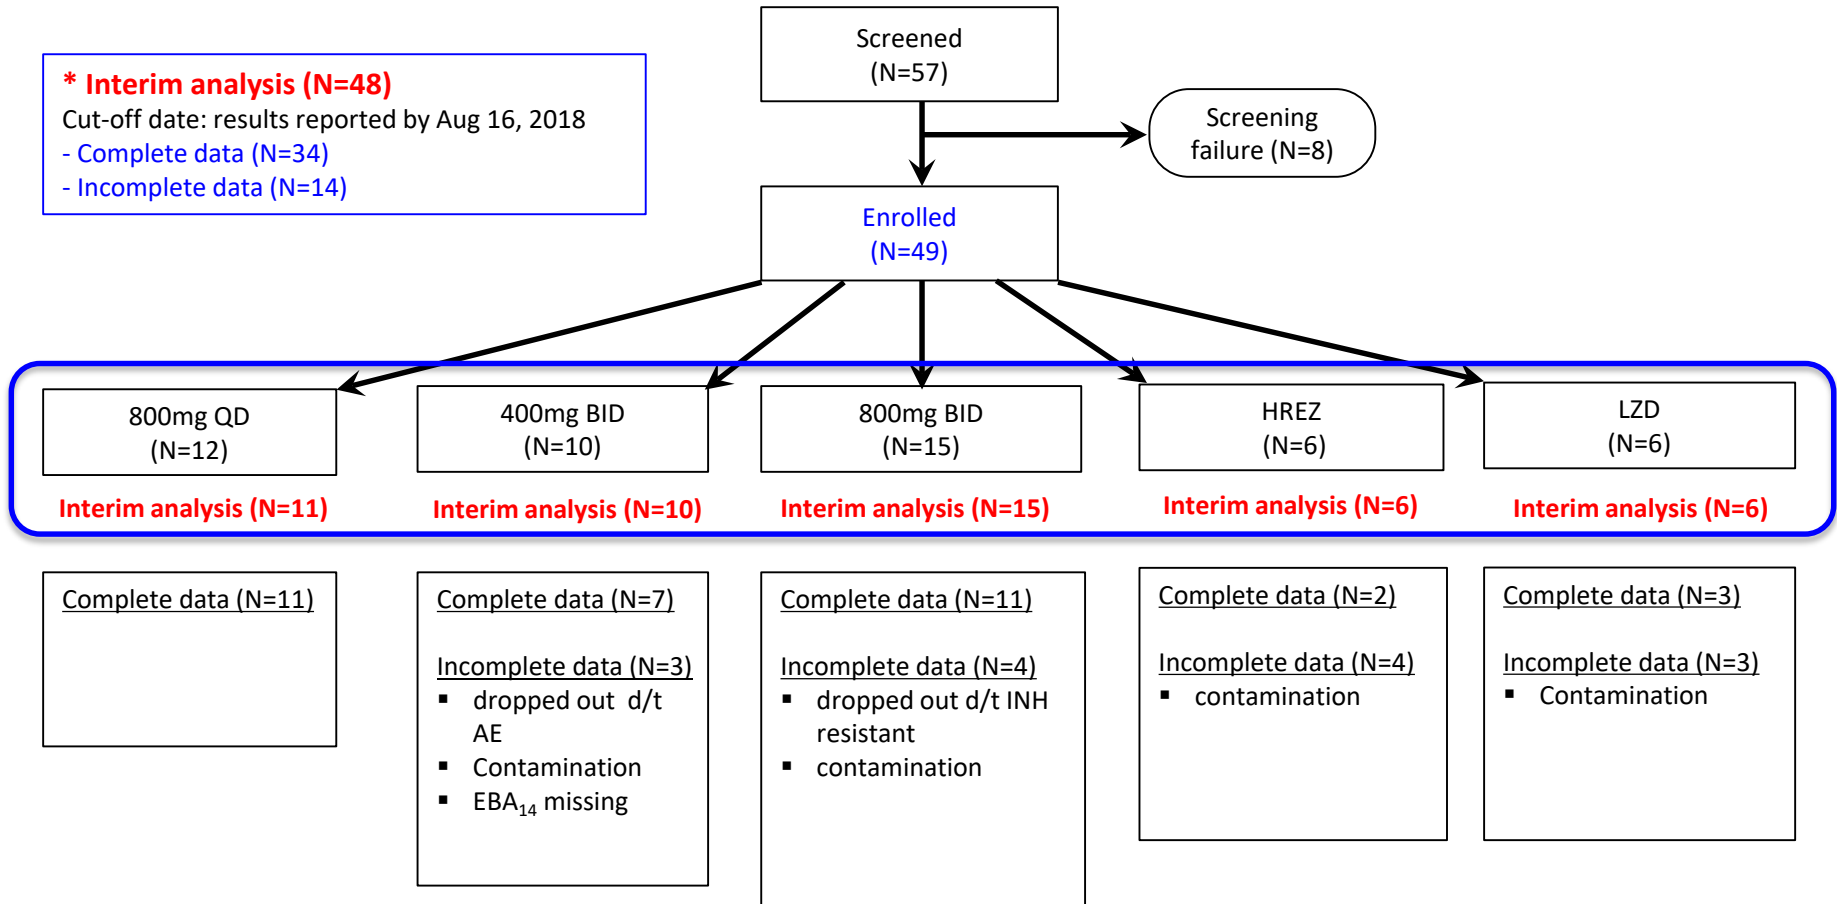 * Interim analysis (N=48)
Cut-off date: results reported by Aug 16, 2018
- Complete data (N=34)
- Incomplete data (N=14)
Screened
(N=57)
Screening
failure (N=8)
Enrolled
(N=49)
800mg QD
(N=12)
400mg BID
(N=10)
800mg BID
(N=15)
HREZ
(N=6)
LZD
(N=6)
Interim analysis (N=11)
Interim analysis (N=10)
Interim analysis (N=15)
Interim analysis (N=6)
Interim analysis (N=6)
Complete data (N=11)
Complete data (N=7)
Incomplete data (N=3)
▪ dropped out d/t
AE
▪ Contamination
▪ EBA14 missing
Complete data (N=11)
Incomplete data (N=4)
▪ dropped out d/t INH
resistant
▪ contamination
Complete data (N=2)
Incomplete data (N=4)
▪ contamination
Complete data (N=3)
Incomplete data (N=3)
▪ Contamination